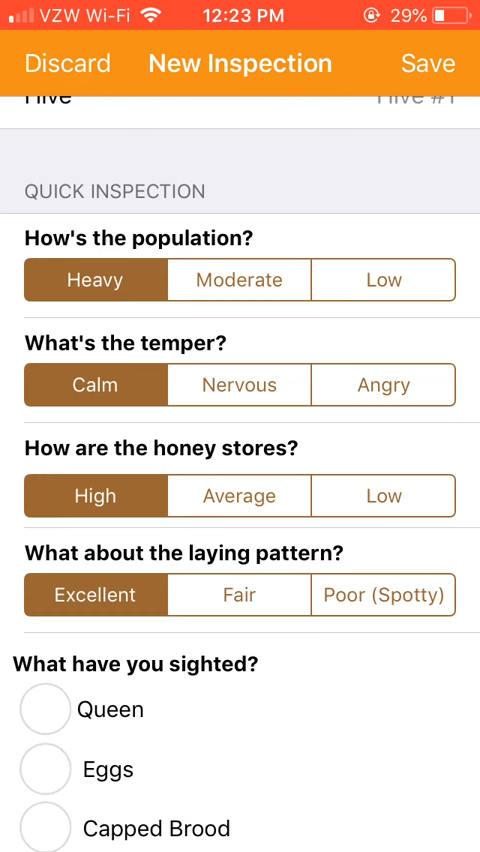 VZW Wi-Fi 12:23 PM 29%
Discard New Inspection Save
Hive Hive #1
QUICK INSPECTION
How's the population?
Heavy Moderate Low
What's the temper?
Calm Nervous Angry
How are the honey stores?
High Average Low
What about the laying pattern?
Excellent Fair Poor (Spotty)
What have you sighted?
Queen
Eggs
Capped Brood